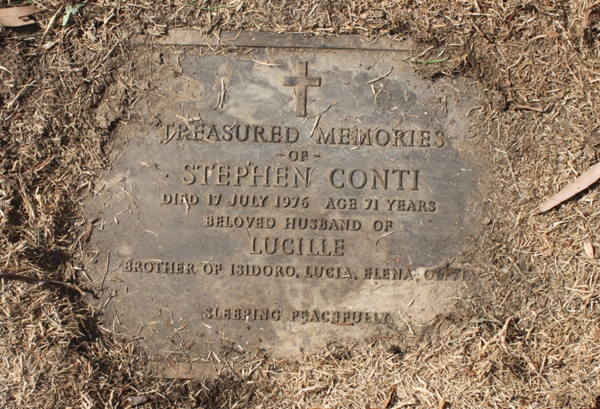 TREASURED MEMORIES
-OF-
STEPHEN CONTI
DIED 17 JULY 1976 AGE 71 YEARS
BELOVED HUSBAND OF
LUCILLE
BROTHER OF ISIDORO, LUCIA, ELENA,
SLEEPING PEACEFULLY